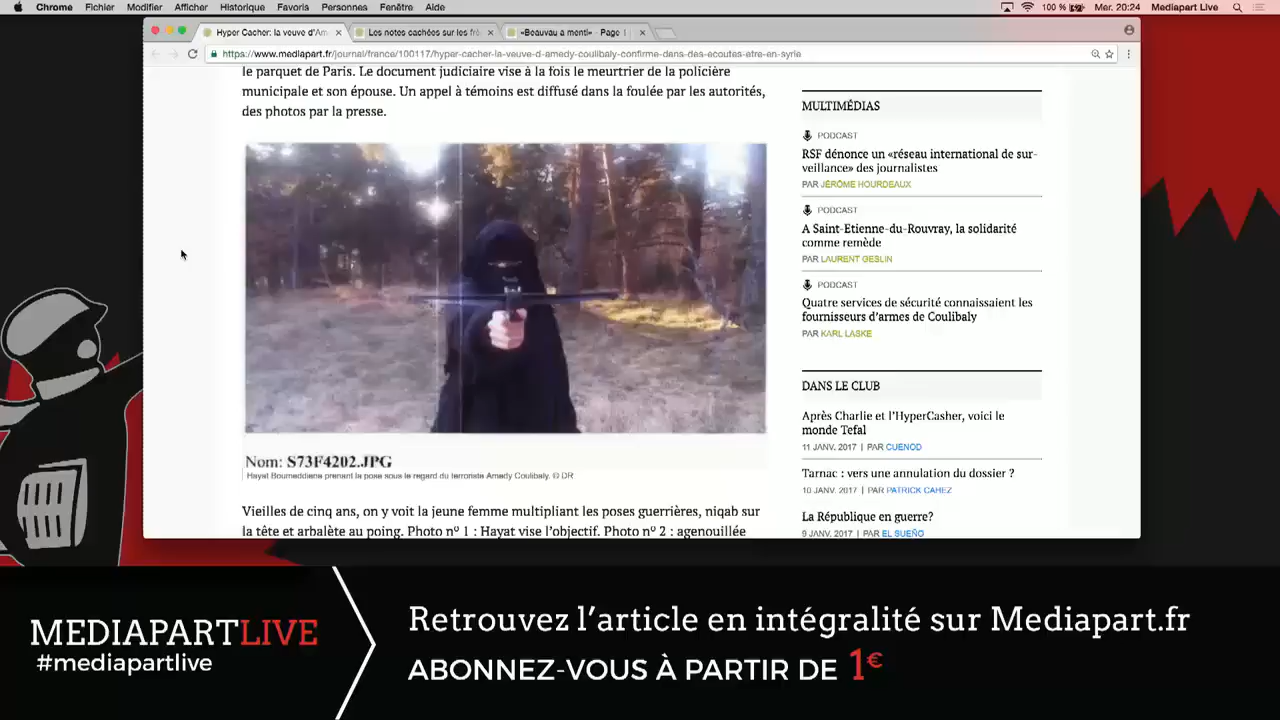 Chrome Fichier Modifier Afficher Historique Favoris Personnes Fenêtre Aide 100 % Mer. 20:24 Mediapart Live
Hyper Cacher: la veuve d'Am Les notes cachées sur les frè «Beauvau a menti» - Page 1
https://www.mediapart.fr/journal/france/100117/hyper-cacher-la-veuve-d-amedy-coulibaly-confirme-dans-des-ecoutes-etre-en-syrie
le parquet de Paris. Le document judiciaire vise à la fois le meurtrier de la policière
municipale et son épouse. Un appel à témoins est diffusé dans la foulée par les autorités,
des photos par la presse.
Nom: S73F4202.JPG
Hayat Boumeddiene prenant la pose sous le regard du terroriste Amedy Coulibaly. © DR
Vieilles de cinq ans, on y voit la jeune femme multipliant les poses guerrières, niqab sur
la tête et arbalète au poing. Photo nº 1 : Hayat vise l'objectif. Photo nº 2 : agenouillée
MULTIMÉDIAS
PODCAST
RSF dénonce un «réseau international de sur-
veillance» des journalistes
PAR JÉRÔME HOURDEAUX
PODCAST
A Saint-Etienne-du-Rouvray, la solidarité
comme remède
PAR LAURENT GESLIN
PODCAST
Quatre services de sécurité connaissaient les
fournisseurs d'armes de Coulibaly
PAR KARL LASKE
DANS LE CLUB
Après Charlie et l'HyperCasher, voici le
monde Tefal
11 JANV. 2017 | PAR CUENOD
Tarnac : vers une annulation du dossier ?
10 JANV. 2017 | PAR PATRICK CAHEZ
La République en guerre?
9 JANV. 2017 | PAR EL SUEÑO
MEDIAPARTLIVE
#mediapartlive
Retrouvez l'article en intégralité sur Mediapart.fr
ABONNEZ-VOUS À PARTIR DE 1€